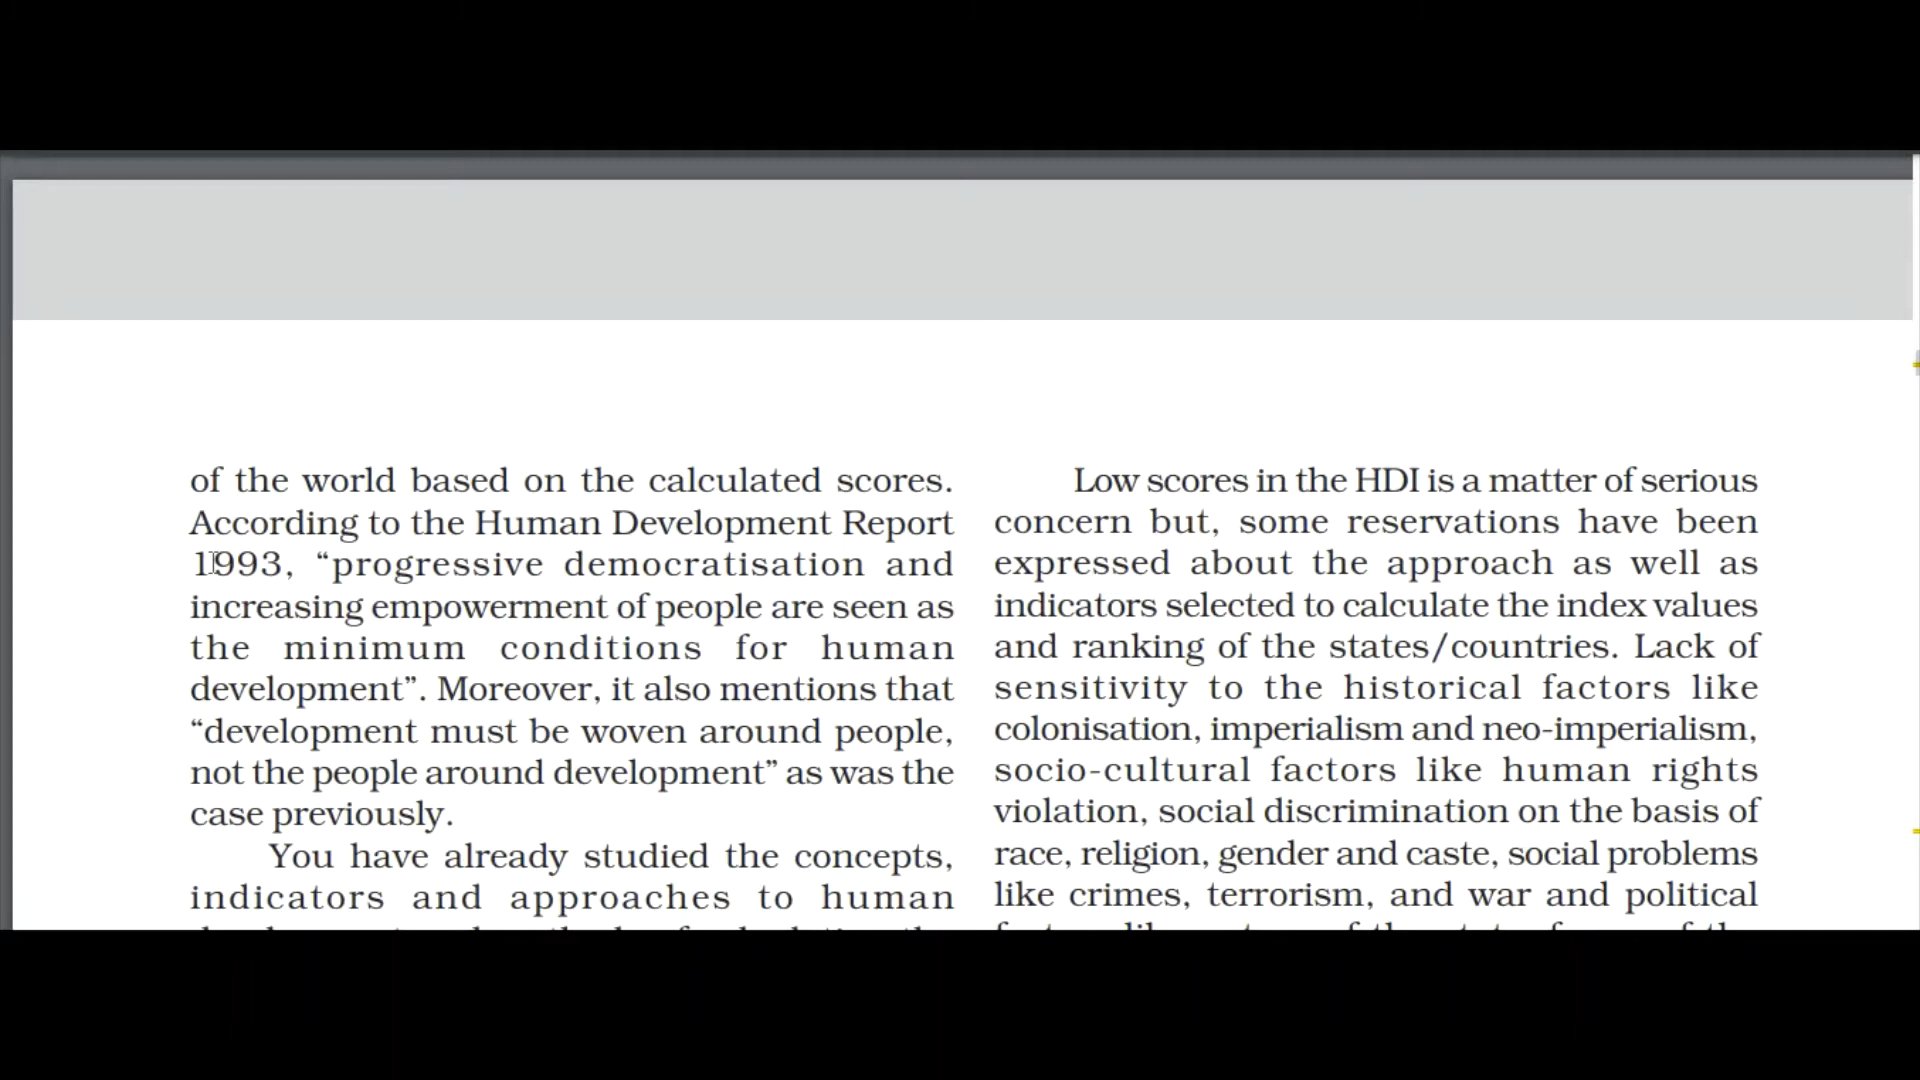 of the world based on the calculated scores.
According to the Human Development Report
1993, “progressive democratisation and
increasing empowerment of people are seen as
the minimum conditions for human
development”. Moreover, it also mentions that
“development must be woven around people,
not the people around development” as was the
case previously.
You have already studied the concepts,
indicators and approaches to human
Low scores in the HDI is a matter of serious
concern but, some reservations have been
expressed about the approach as well as
indicators selected to calculate the index values
and ranking of the states/countries. Lack of
sensitivity to the historical factors like
colonisation, imperialism and neo-imperialism,
socio-cultural factors like human rights
violation, social discrimination on the basis of
race, religion, gender and caste, social problems
like crimes, terrorism, and war and political